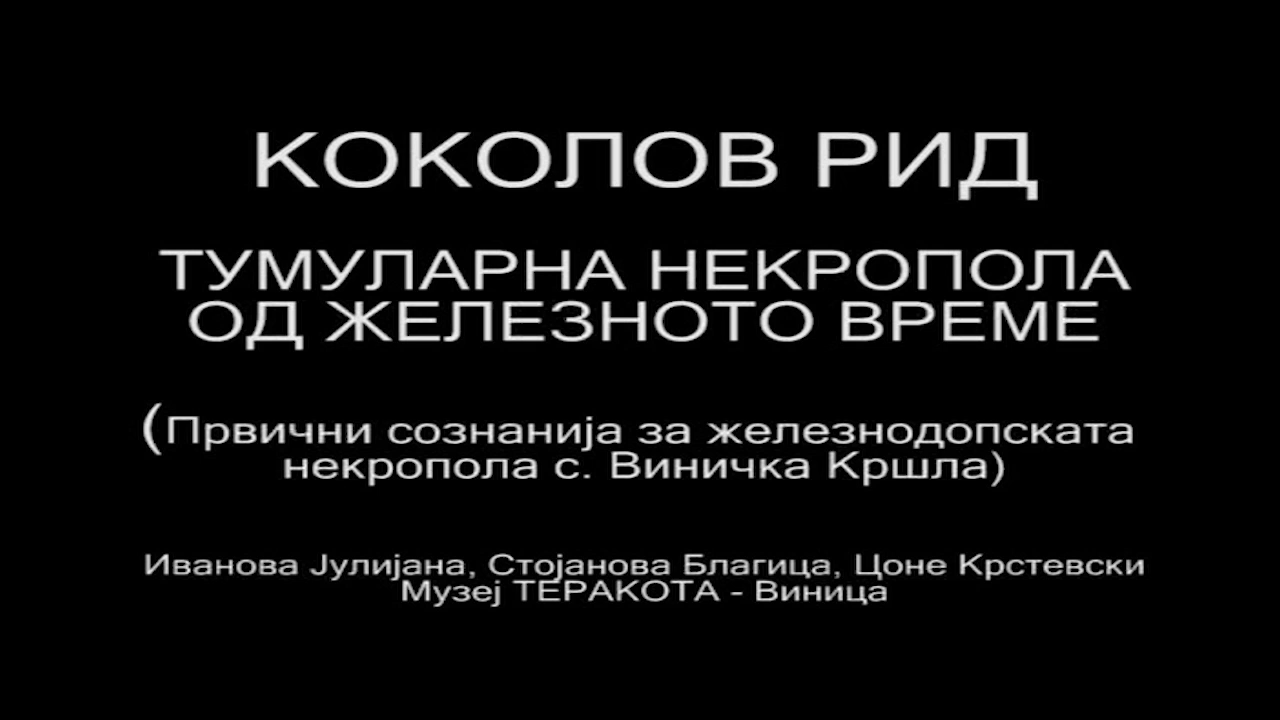 КОКОЛОВ РИД
ТУМУЛАРНА НЕКРОПОЛА
ОД ЖЕЛЕЗНОТО ВРЕМЕ
(Првични сознанија за железнодопската
некропола с. Виничка Кршла)
Иванова Јулијана, Стојанова Благица, Цоне Крстевски
Музеј ТЕРАКОТА - Виница